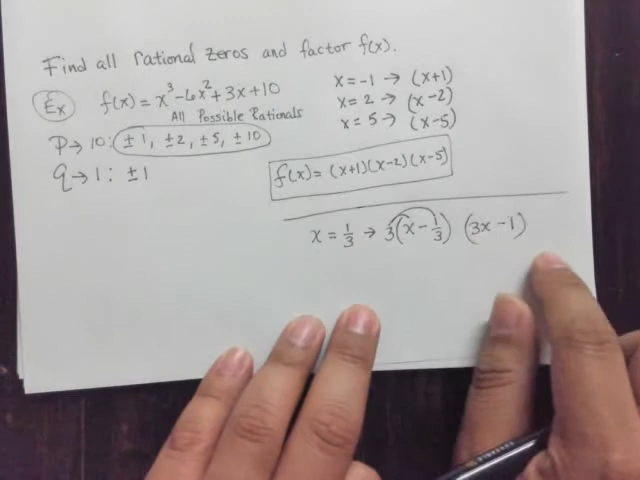 Find all rational zeros and factor f(x).
Ex f(x) = x³-6x²+3x+10
All Possible Rationals
P→10: ±1, ±2, ±5, ±10
q→1: ±1
x=-1 → (x+1)
x=2 → (x-2)
x=5 → (x-5)
f(x) = (x+1)(x-2)(x-5)
x = 1/3 → 3(x - 1/3) (3x-1)